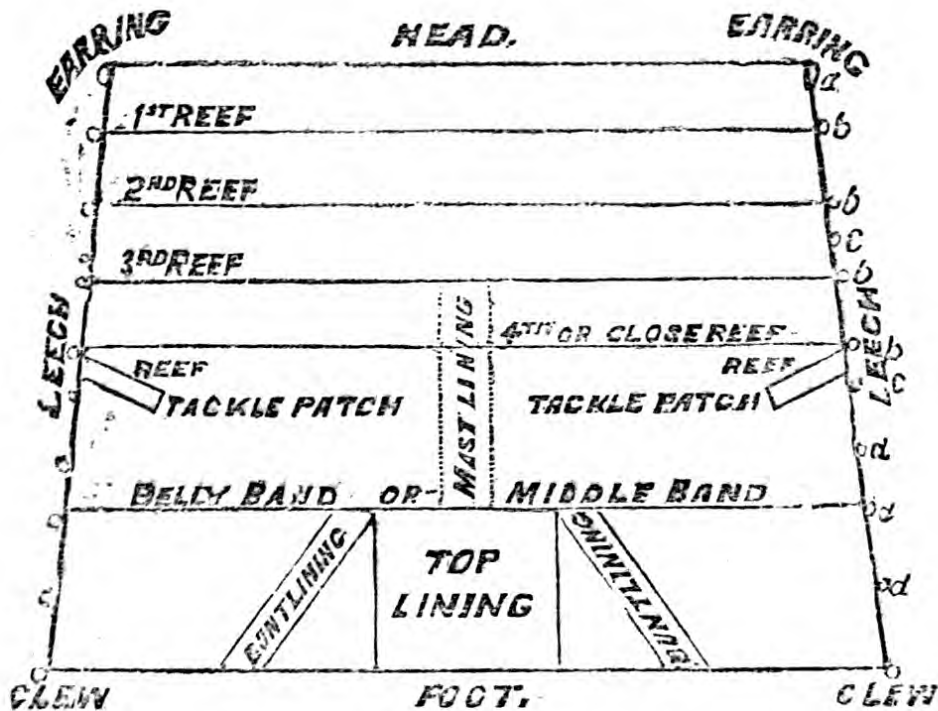 EARRING HEAD. EARRING
a
1ST REEF b
2ND REEF b
c
3RD REEF b
LEECH MAST LINING LEECH
4TH OR CLOSE REEF b
REEF REEF c
TACKLE PATCH TACKLE PATCH
d
BELLY BAND OR MIDDLE BAND d
BUNTLINING TOP BUNTLINING
LINING d
CLEW FOOT. CLEW